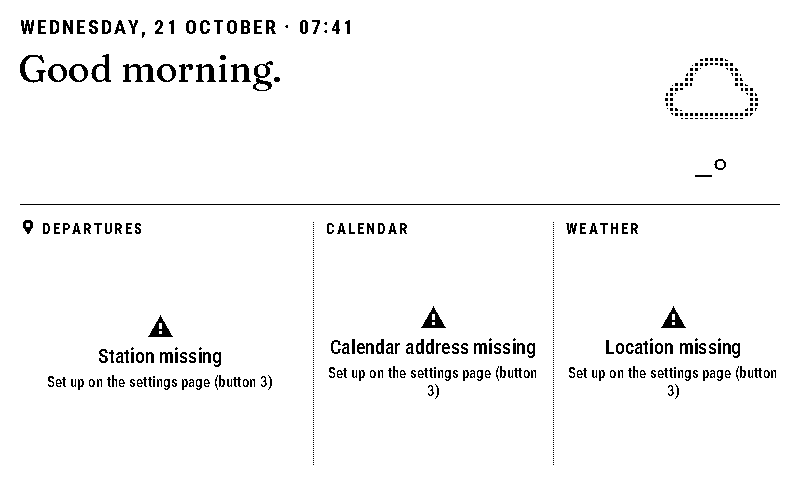 WEDNESDAY, 21 OCTOBER · 07:41
Good morning.
_°
DEPARTURES
Station missing
Set up on the settings page (button 3)
CALENDAR
Calendar address missing
Set up on the settings page (button
3)
WEATHER
Location missing
Set up on the settings page (button
3)